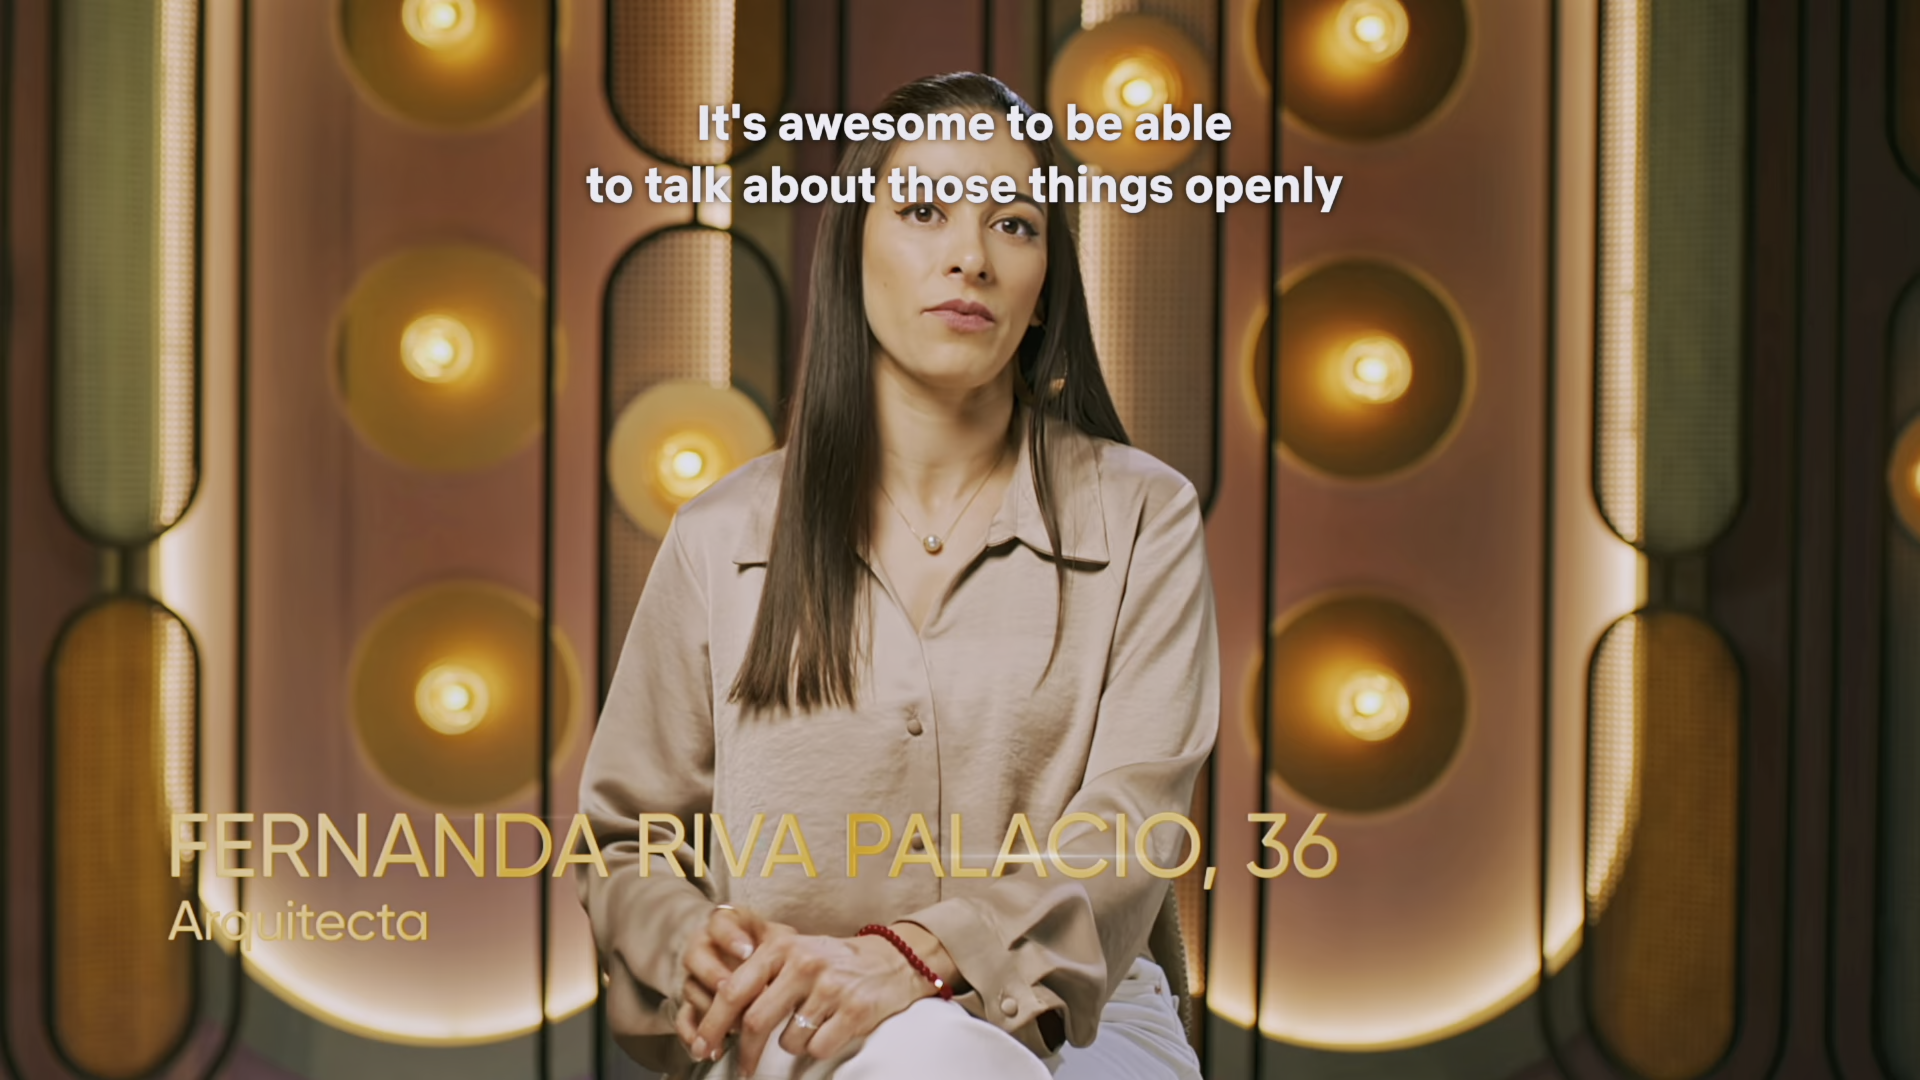 It's awesome to be able
to talk about those things openly
FERNANDA RIVA PALACIO, 36
Arquitecta